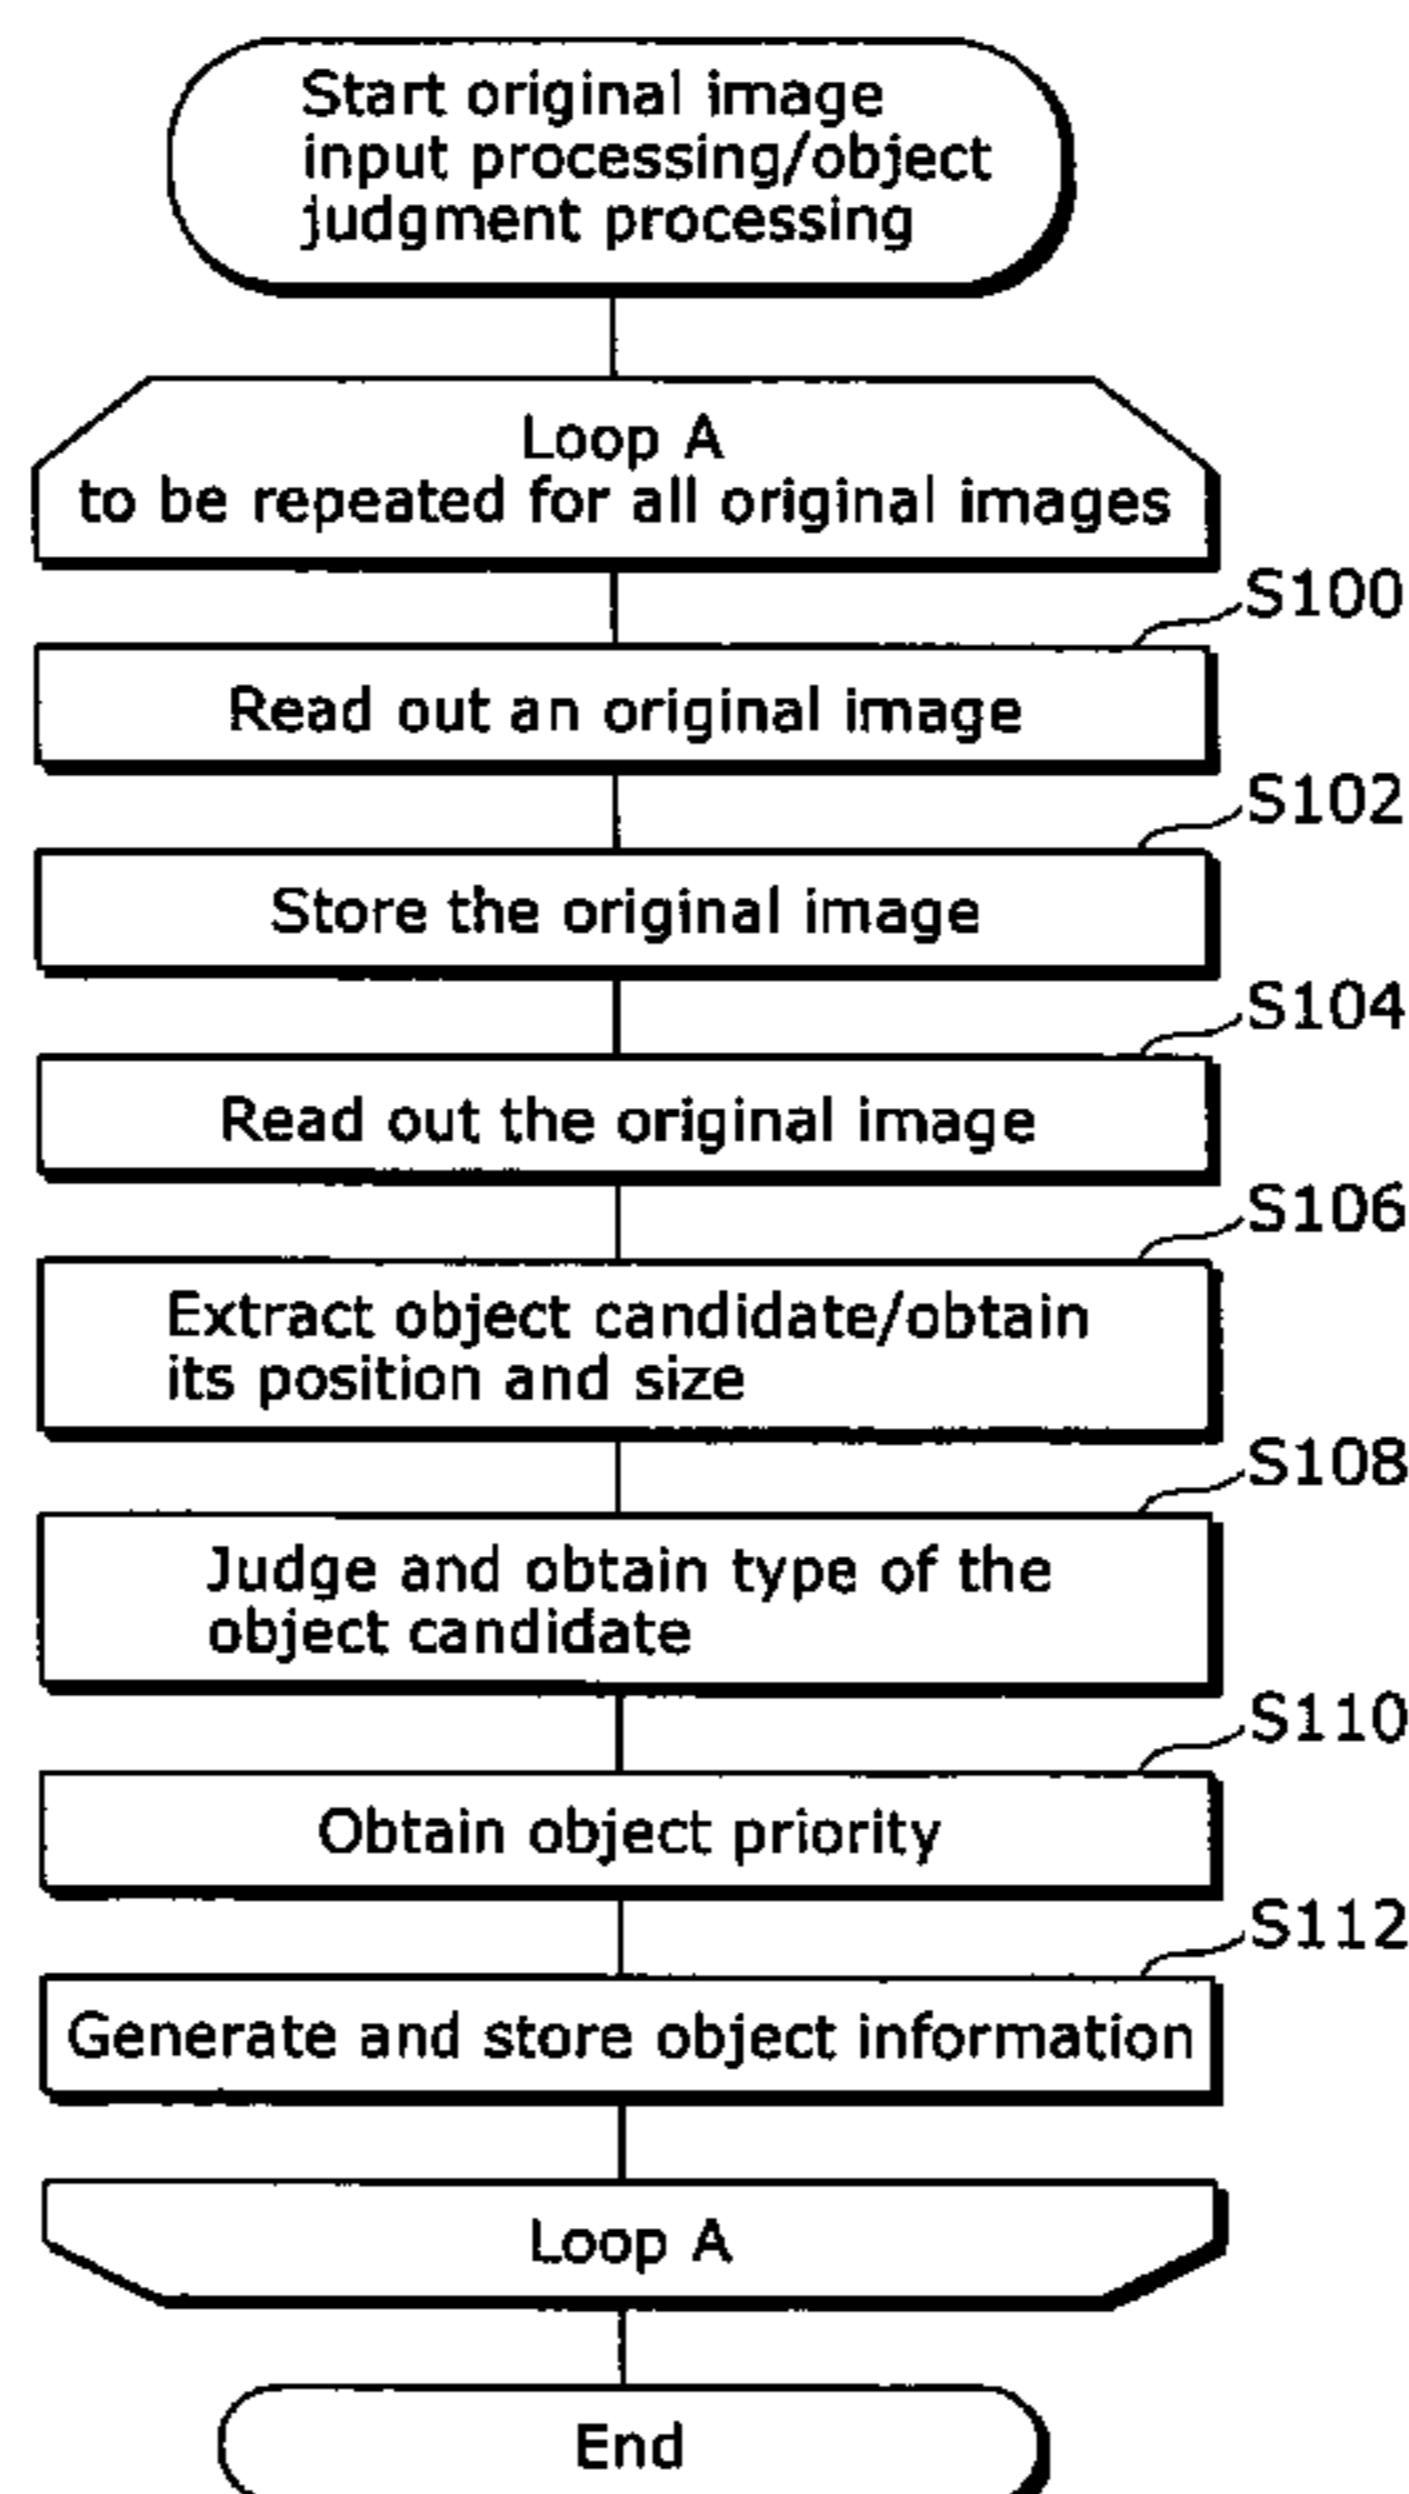 Start original image
input processing/object
judgment processing
Loop A
to be repeated for all original images
S100
Read out an original image
S102
Store the original image
S104
Read out the original image
S106
Extract object candidate/obtain
its position and size
S108
Judge and obtain type of the
object candidate
S110
Obtain object priority
S112
Generate and store object information
Loop A
End